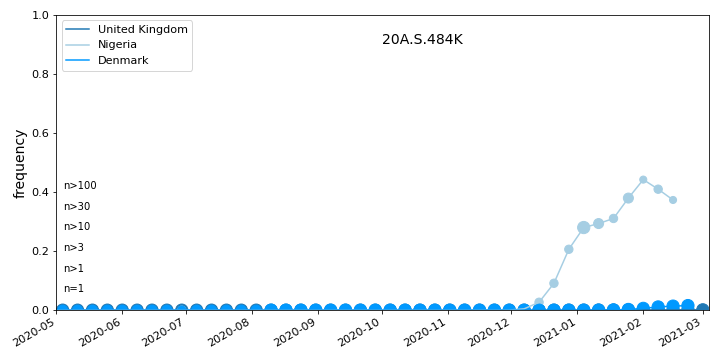 20A.S.484K
United Kingdom
Nigeria
Denmark
frequency
1.0
0.8
0.6
0.4
0.2
0.0
n>100
n>30
n>10
n>3
n>1
n=1
2020-05
2020-06
2020-07
2020-08
2020-09
2020-10
2020-11
2020-12
2021-01
2021-02
2021-03